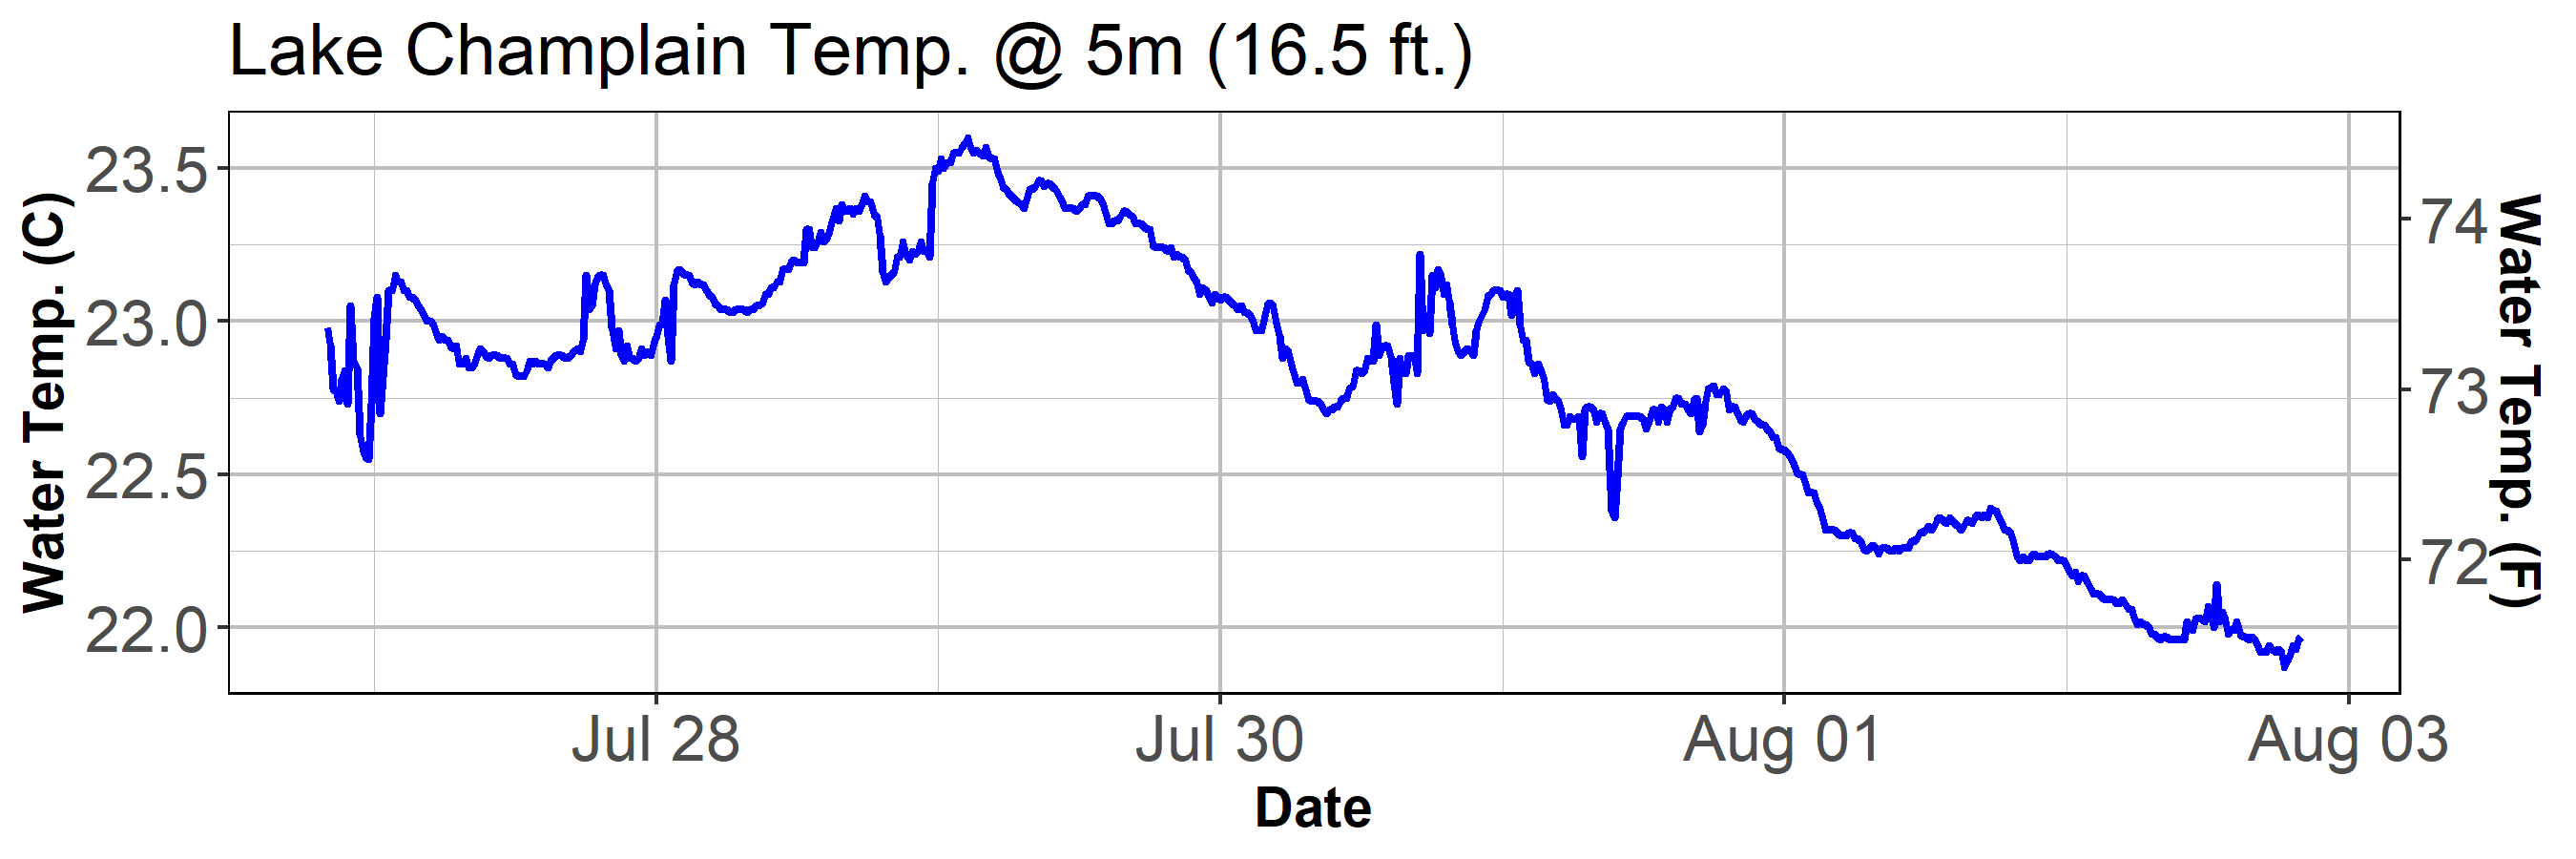 Lake Champlain Temp. @ 5m (16.5 ft.)
Water Temp. (C)
23.5
23.0
22.5
22.0
74
73
72
Water Temp. (F)
Jul 28
Jul 30
Aug 01
Aug 03
Date